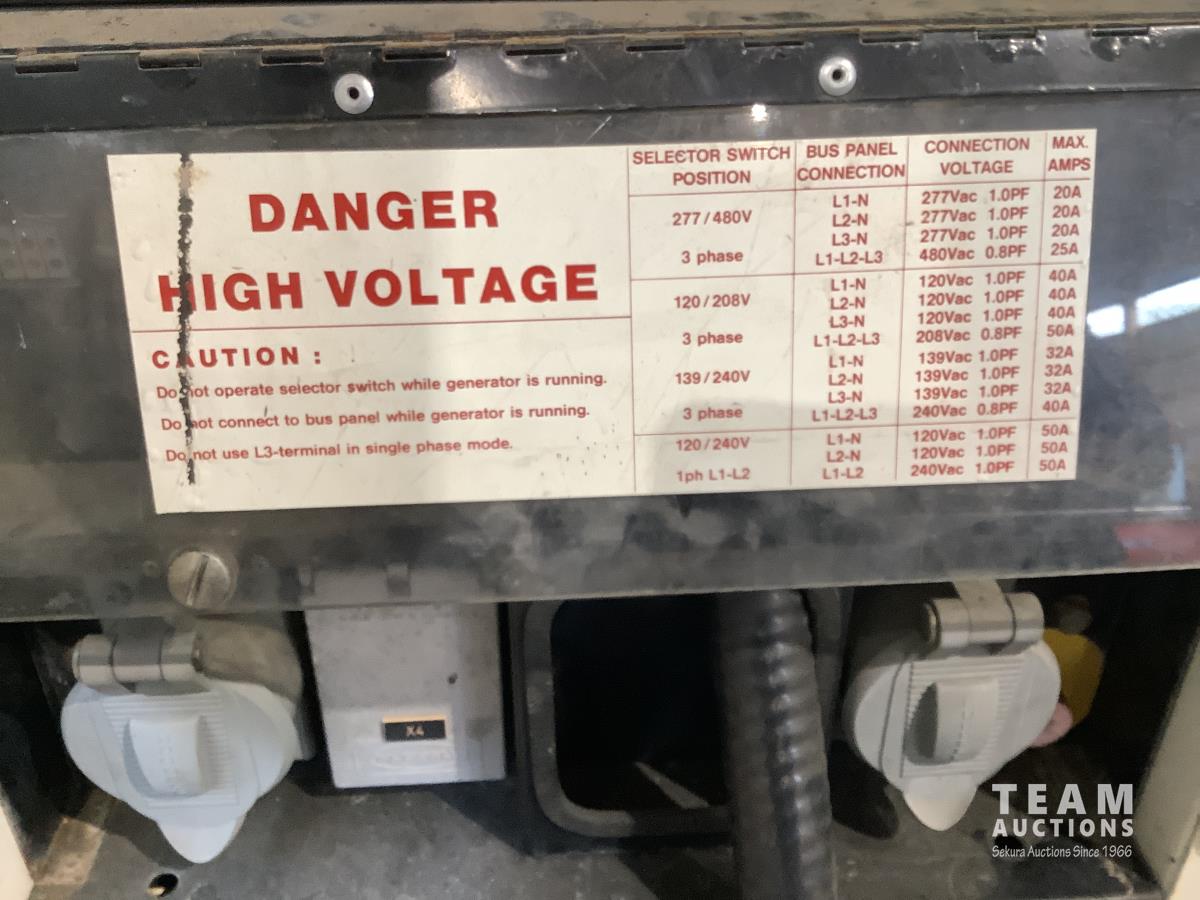 DANGER
HIGH VOLTAGE
CAUTION :
Do not operate selector switch while generator is running.
Do not connect to bus panel while generator is running.
Do not use L3-terminal in single phase mode.
SELECTOR SWITCH POSITION BUS PANEL CONNECTION CONNECTION VOLTAGE MAX. AMPS
277/480V L1-N 277Vac 1.0PF 20A
L2-N 277Vac 1.0PF 20A
L3-N 277Vac 1.0PF 20A
3 phase L1-L2-L3 480Vac 0.8PF 25A
120/208V L1-N 120Vac 1.0PF 40A
L2-N 120Vac 1.0PF 40A
L3-N 120Vac 1.0PF 40A
3 phase L1-L2-L3 208Vac 0.8PF 50A
139/240V L1-N 139Vac 1.0PF 32A
L2-N 139Vac 1.0PF 32A
L3-N 139Vac 1.0PF 32A
3 phase L1-L2-L3 240Vac 0.8PF 40A
120/240V L1-N 120Vac 1.0PF 50A
L2-N 120Vac 1.0PF 50A
1ph L1-L2 L1-L2 240Vac 1.0PF 50A
X4
TEAM
AUCTIONS
Sekura Auctions Since 1966